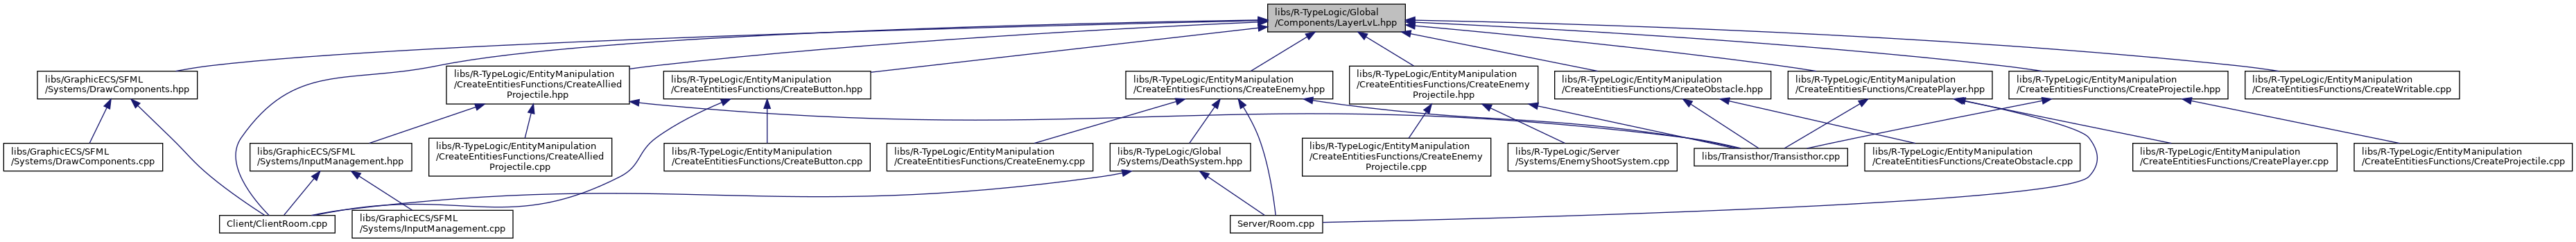 libs/R-TypeLogic/Global
/Components/LayerLvL.hpp
libs/GraphicECS/SFML
/Systems/DrawComponents.hpp
libs/R-TypeLogic/EntityManipulation
/CreateEntitiesFunctions/CreateAllied
Projectile.hpp
libs/R-TypeLogic/EntityManipulation
/CreateEntitiesFunctions/CreateButton.hpp
libs/R-TypeLogic/EntityManipulation
/CreateEntitiesFunctions/CreateEnemy.hpp
libs/R-TypeLogic/EntityManipulation
/CreateEntitiesFunctions/CreateEnemy
Projectile.hpp
libs/R-TypeLogic/EntityManipulation
/CreateEntitiesFunctions/CreateObstacle.hpp
libs/R-TypeLogic/EntityManipulation
/CreateEntitiesFunctions/CreatePlayer.hpp
libs/R-TypeLogic/EntityManipulation
/CreateEntitiesFunctions/CreateProjectile.hpp
libs/R-TypeLogic/EntityManipulation
/CreateEntitiesFunctions/CreateWritable.hpp
libs/GraphicECS/SFML
/Systems/DrawComponents.cpp
libs/GraphicECS/SFML
/Systems/InputManagement.hpp
libs/R-TypeLogic/EntityManipulation
/CreateEntitiesFunctions/CreateAllied
Projectile.cpp
libs/R-TypeLogic/EntityManipulation
/CreateEntitiesFunctions/CreateButton.cpp
libs/R-TypeLogic/EntityManipulation
/CreateEntitiesFunctions/CreateEnemy.cpp
libs/R-TypeLogic/Global
/Systems/DeathSystem.hpp
libs/R-TypeLogic/EntityManipulation
/CreateEntitiesFunctions/CreateEnemy
Projectile.cpp
libs/R-TypeLogic/Server
/Systems/EnemyShootSystem.cpp
libs/Transisthor/Transisthor.cpp
libs/R-TypeLogic/EntityManipulation
/CreateEntitiesFunctions/CreateObstacle.cpp
libs/R-TypeLogic/EntityManipulation
/CreateEntitiesFunctions/CreatePlayer.cpp
libs/R-TypeLogic/EntityManipulation
/CreateEntitiesFunctions/CreateProjectile.cpp
Client/ClientRoom.cpp
libs/GraphicECS/SFML
/Systems/InputManagement.cpp
Server/Room.cpp